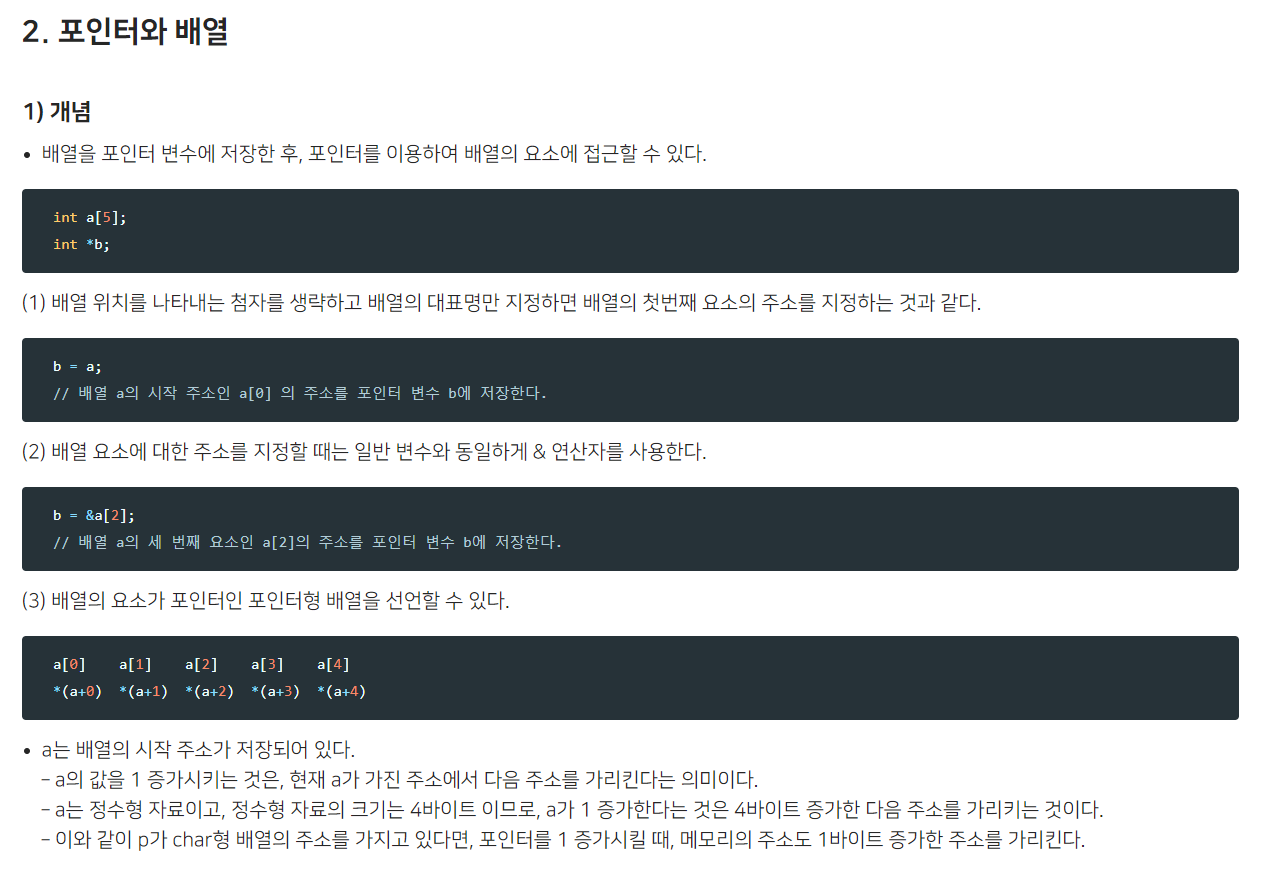 2. 포인터와 배열
1) 개념
• 배열을 포인터 변수에 저장한 후, 포인터를 이용하여 배열의 요소에 접근할 수 있다.
int a[5];
int *b;
(1) 배열 위치를 나타내는 첨자를 생략하고 배열의 대표명만 지정하면 배열의 첫번째 요소의 주소를 지정하는 것과 같다.
b = a;
// 배열 a의 시작 주소인 a[0] 의 주소를 포인터 변수 b에 저장한다.
(2) 배열 요소에 대한 주소를 지정할 때는 일반 변수와 동일하게 & 연산자를 사용한다.
b = &a[2];
// 배열 a의 세 번째 요소인 a[2]의 주소를 포인터 변수 b에 저장한다.
(3) 배열의 요소가 포인터인 포인터형 배열을 선언할 수 있다.
a[0] a[1] a[2] a[3] a[4]
*(a+0) *(a+1) *(a+2) *(a+3) *(a+4)
• a는 배열의 시작 주소가 저장되어 있다.
– a의 값을 1 증가시키는 것은, 현재 a가 가진 주소에서 다음 주소를 가리킨다는 의미이다.
– a는 정수형 자료이고, 정수형 자료의 크기는 4바이트 이므로, a가 1 증가한다는 것은 4바이트 증가한 다음 주소를 가리키는 것이다.
– 이와 같이 p가 char형 배열의 주소를 가지고 있다면, 포인터를 1 증가시킬 때, 메모리의 주소도 1바이트 증가한 주소를 가리킨다.